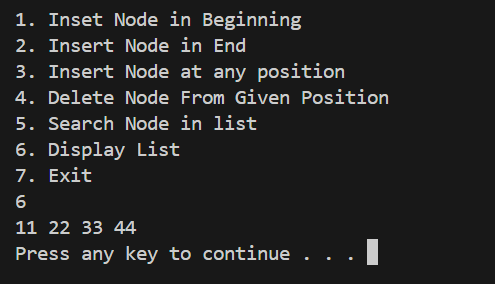 1. Inset Node in Beginning
2. Insert Node in End
3. Insert Node at any position
4. Delete Node From Given Position
5. Search Node in list
6. Display List
7. Exit
6
11 22 33 44
Press any key to continue . . .